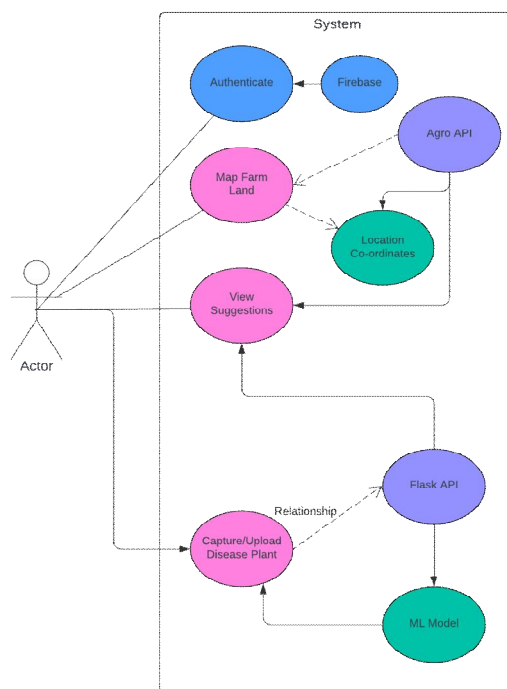 System
Authenticate
Firebase
Agro API
Map Farm
Land
Location
Co-ordinates
View
Suggestions
Actor
Flask API
Relationship
Capture/Upload
Disease Plant
ML Model